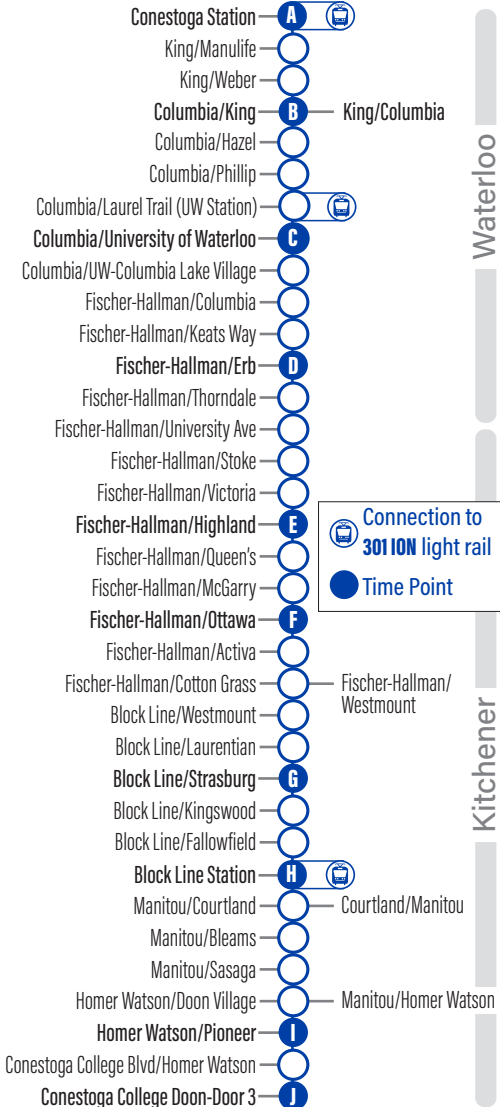 Conestoga Station A
King/Manulife
King/Weber
Columbia/King B King/Columbia
Columbia/Hazel
Columbia/Phillip
Columbia/Laurel Trail (UW Station)
Columbia/University of Waterloo C
Columbia/UW-Columbia Lake Village
Fischer-Hallman/Columbia
Fischer-Hallman/Keats Way
Fischer-Hallman/Erb D
Waterloo
Fischer-Hallman/Thorndale
Fischer-Hallman/University Ave
Fischer-Hallman/Stoke
Fischer-Hallman/Victoria
Fischer-Hallman/Highland E
Fischer-Hallman/Queen's
Fischer-Hallman/McGarry
Fischer-Hallman/Ottawa F
Fischer-Hallman/Activa
Fischer-Hallman/Cotton Grass Fischer-Hallman/
Westmount
Block Line/Westmount
Block Line/Laurentian
Block Line/Strasburg G
Block Line/Kingswood
Block Line/Fallowfield
Block Line Station H
Manitou/Courtland Courtland/Manitou
Manitou/Bleams
Manitou/Sasaga
Homer Watson/Doon Village Manitou/Homer Watson
Homer Watson/Pioneer I
Conestoga College Blvd/Homer Watson
Conestoga College Doon-Door 3 J
Kitchener
Connection to
301 ION light rail
Time Point